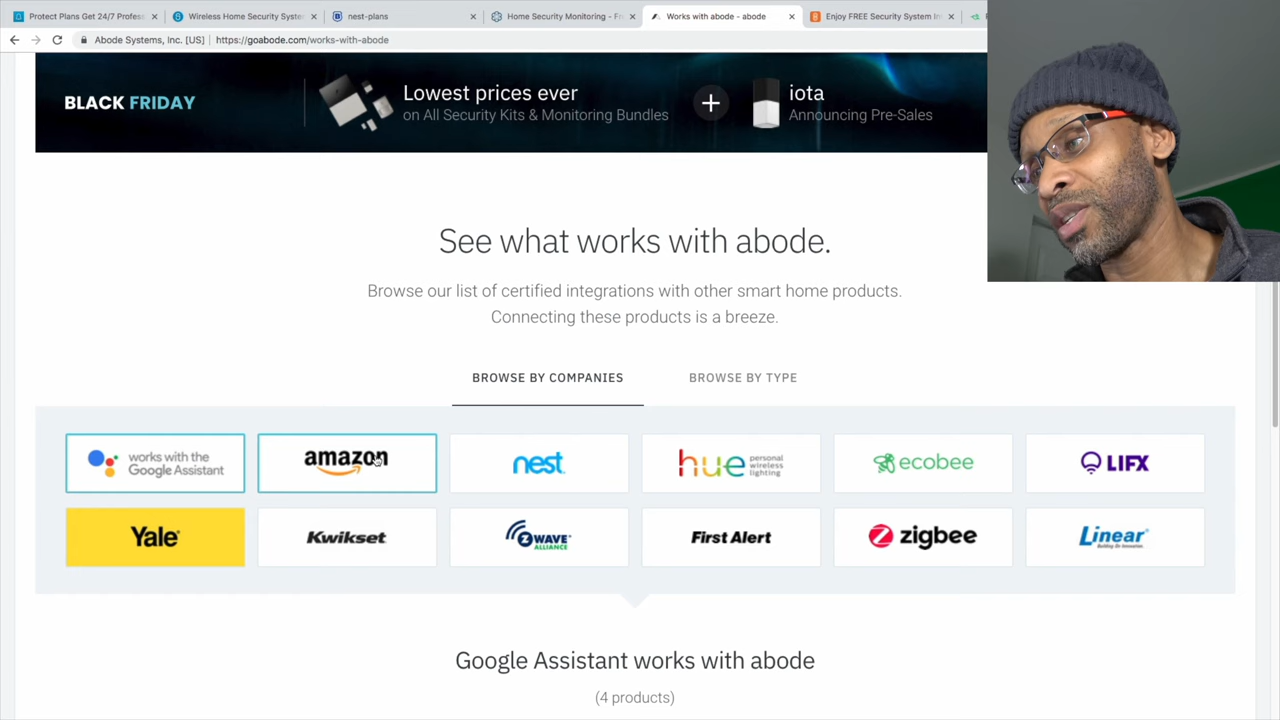 Protect Plans Get 24/7 Profess
Wireless Home Security System
nest-plans
Home Security Monitoring - Fr
Works with abode - abode
Enjoy FREE Security System In
Abode Systems, Inc. [US] https://goabode.com/works-with-abode
BLACK FRIDAY
Lowest prices ever
on All Security Kits & Monitoring Bundles
iota
Announcing Pre-Sales
See what works with abode.
Browse our list of certified integrations with other smart home products.
Connecting these products is a breeze.
BROWSE BY COMPANIES
BROWSE BY TYPE
works with the
Google Assistant
amazon
nest
hue personal
wireless
lighting
ecobee
LIFX
Yale
Kwikset
Z WAVE
ALLIANCE
First Alert
zigbee
Linear
Building On Innovation.
Google Assistant works with abode
(4 products)